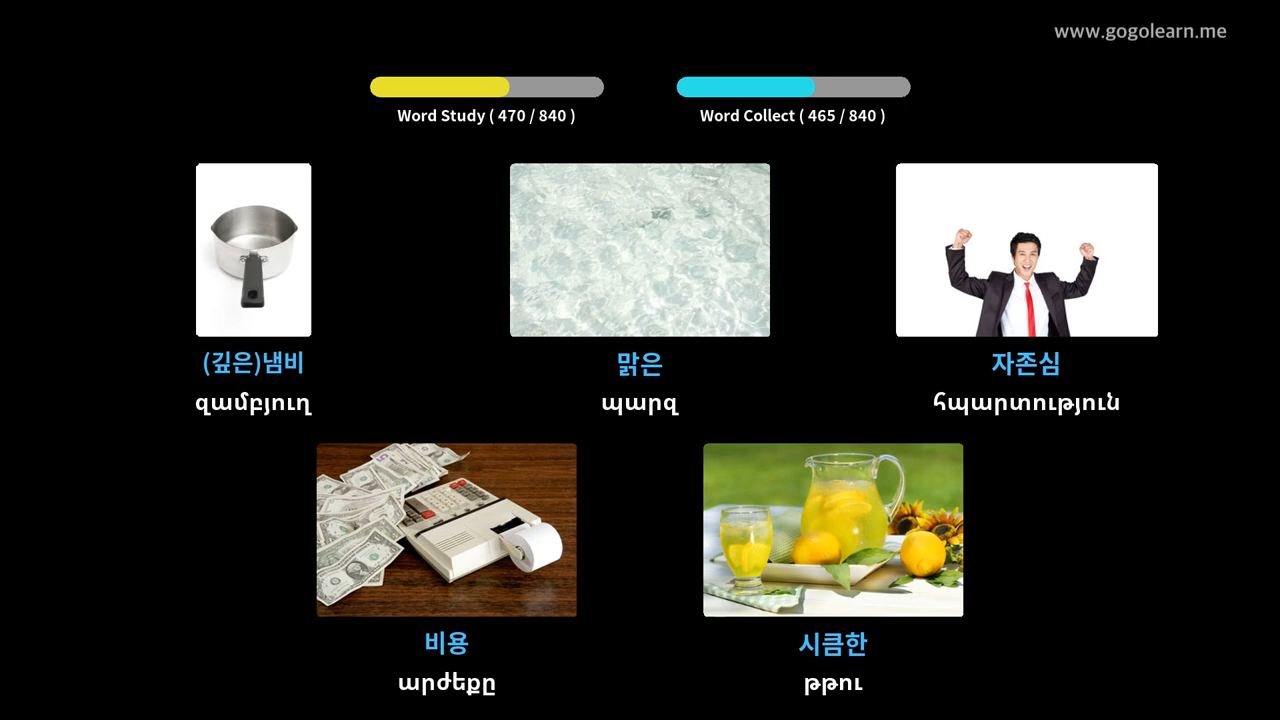 www.gogolearn.me
Word Study ( 470 / 840 )
Word Collect ( 465 / 840 )
(깊은)냄비
맑은
자존심
զամբյուղ
պարզ
հպարտություն
비용
시큼한
արժեքը
թթու